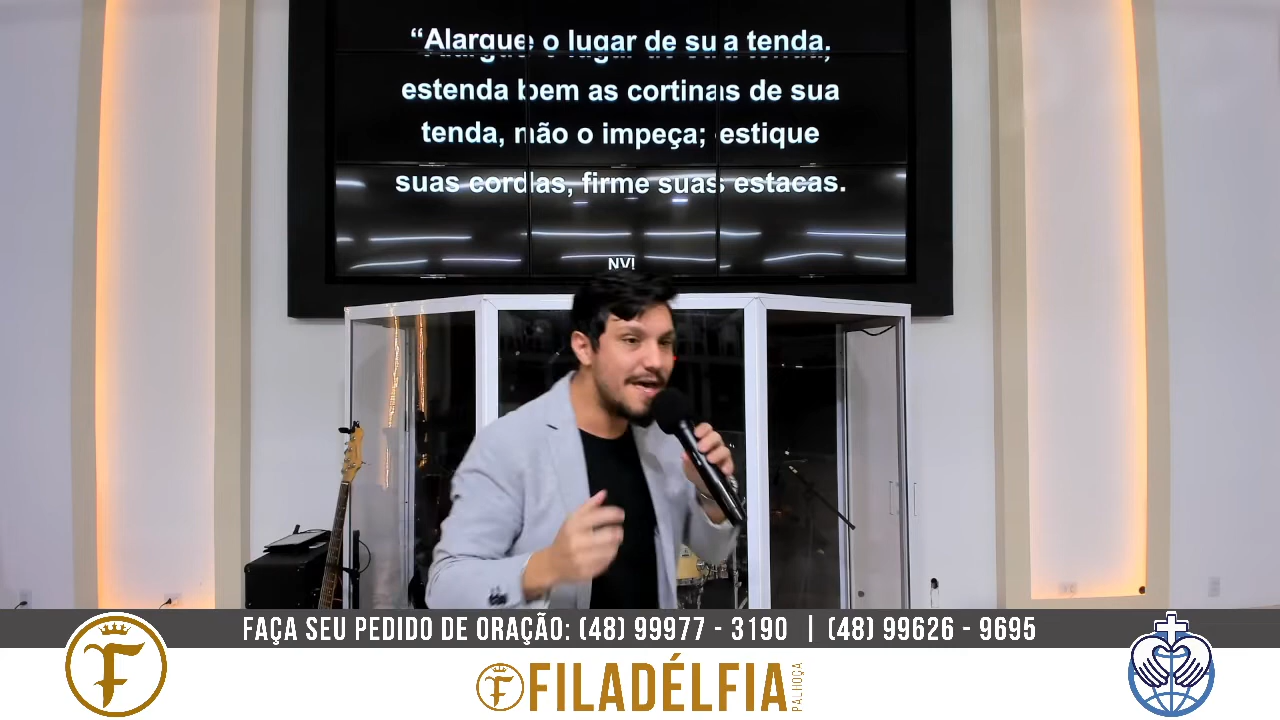 “Alargue o lugar de sua tenda,
estenda bem as cortinas de sua
tenda, não o impeça; estique
suas cordas, firme suas estacas.
NVI
FAÇA SEU PEDIDO DE ORAÇÃO: (48) 99977 - 3190 | (48) 99626 - 9695
F
F FILADÉLFIA PALHOÇA